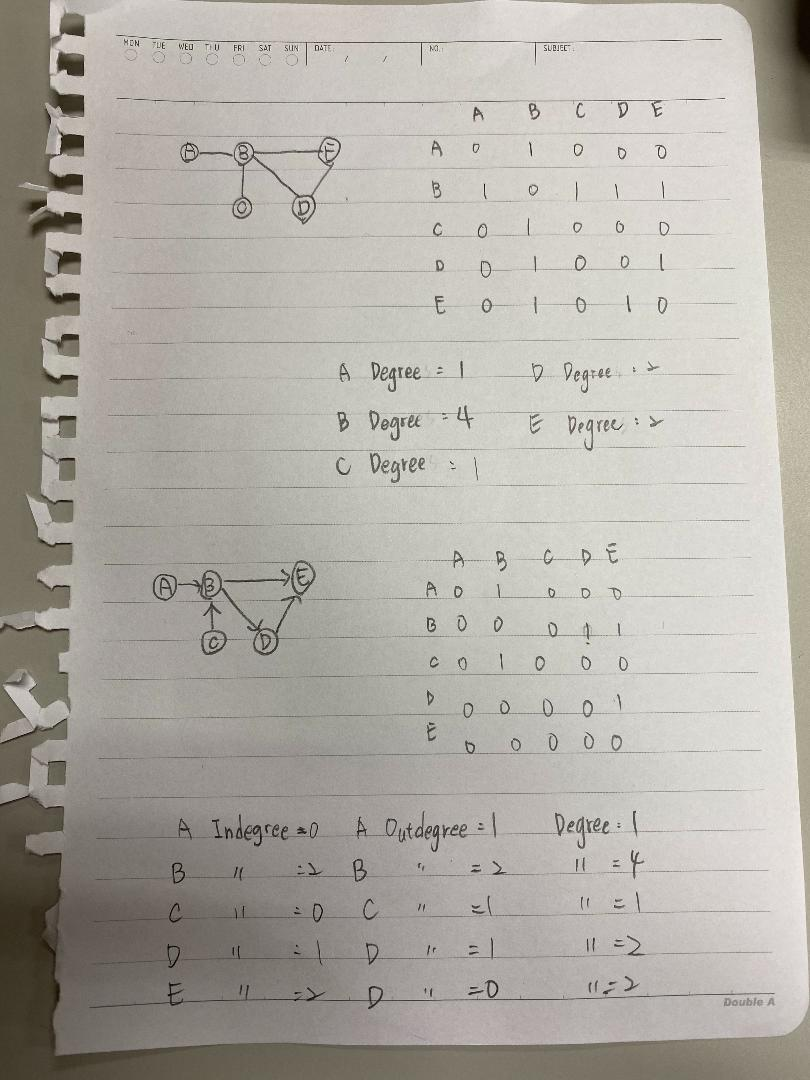 MON TUE WED THU FRI SAT SUN DATE: / / NO.: SUBJECT:
A B C D E
A B E
A 0 1 0 0 0
B 1 0 1 1 1
C D
C 0 1 0 0 0
D 0 1 0 0 1
E 0 1 0 1 0
A Degree = 1 D Degree : 2
B Degree = 4 E Degree : 2
C Degree = 1
A B C D E
A B E
A 0 1 0 0 0
B 0 0 0 1 1
C D
C 0 1 0 0 0
D 0 0 0 0 1
E 0 0 0 0 0
A Indegree = 0 A Outdegree = 1 Degree : 1
B " = 2 B " = 2 " = 4
C " = 0 C " = 1 " = 1
D " = 1 D " = 1 " = 2
E " = 2 D " = 0 " = 2
Double A